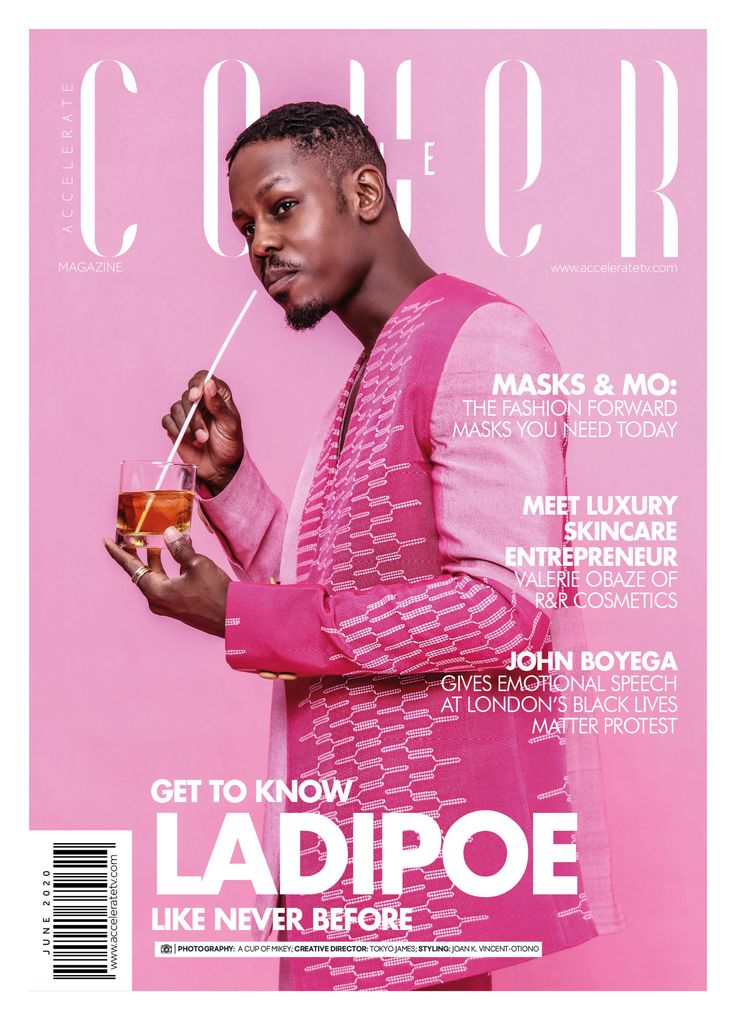 ACCELERATE
THE
COVER
MAGAZINE
www.acceleratetv.com
MASKS & MO:
THE FASHION FORWARD
MASKS YOU NEED TODAY
MEET LUXURY
SKINCARE
ENTREPRENEUR
VALERIE OBAZE OF
R&R COSMETICS
JOHN BOYEGA
GIVES EMOTIONAL SPEECH
AT LONDON'S BLACK LIVES
MATTER PROTEST
GET TO KNOW
LADIPOE
LIKE NEVER BEFORE
PHOTOGRAPHY: A CUP OF MIKEY; CREATIVE DIRECTOR: TOKYO JAMES; STYLING: JOAN K. VINCENT-OTIONO
JUNE 2020
www.acceleratetv.com